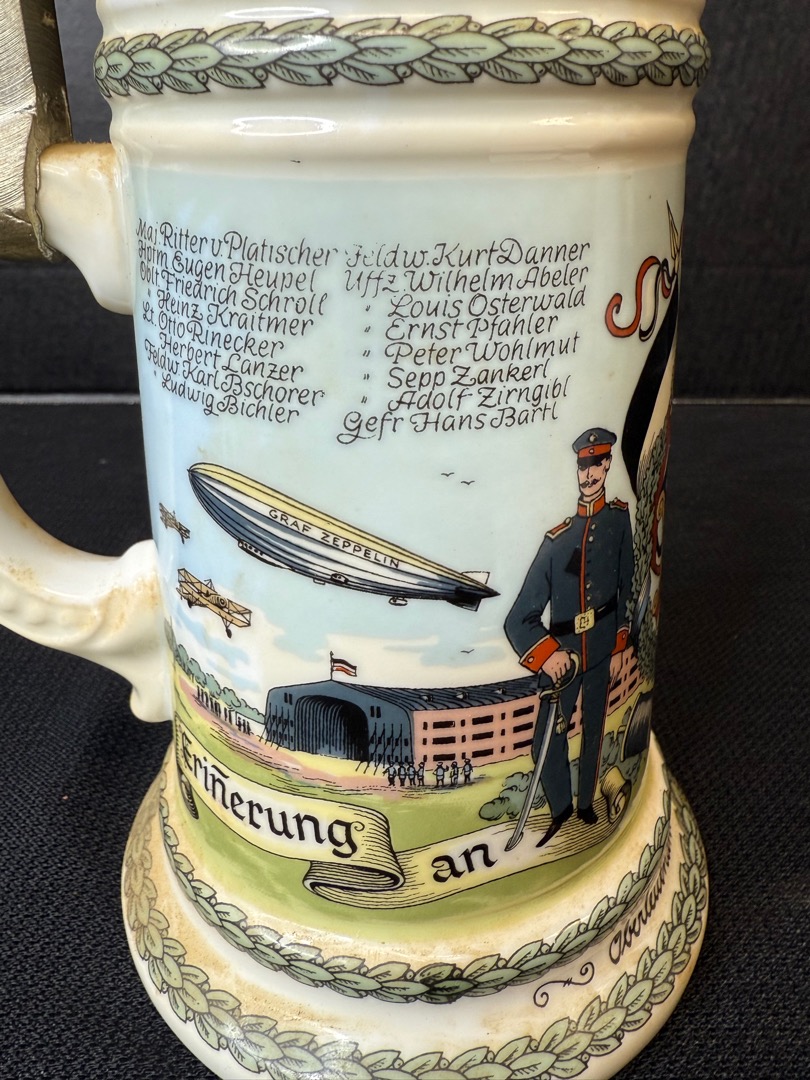 Maj. Ritter v. Platischer
Hptm Eugen Heupel
Oblt. Friedrich Schroll
" Heinz Kraitmer
Lt. Otto Rinecker
Herbert Lanzer
Feldw. Karl Bschorer
" Ludwig Bichler
Feldw. Kurt Danner
Uffz Wilhelm Abeler
" Louis Osterwald
" Ernst Pfahler
" Peter Wohlmut
" Sepp Zankerl
" Adolf Zirngibl
Gefr Hans Bartl
GRAF ZEPPELIN
Erinnerung an